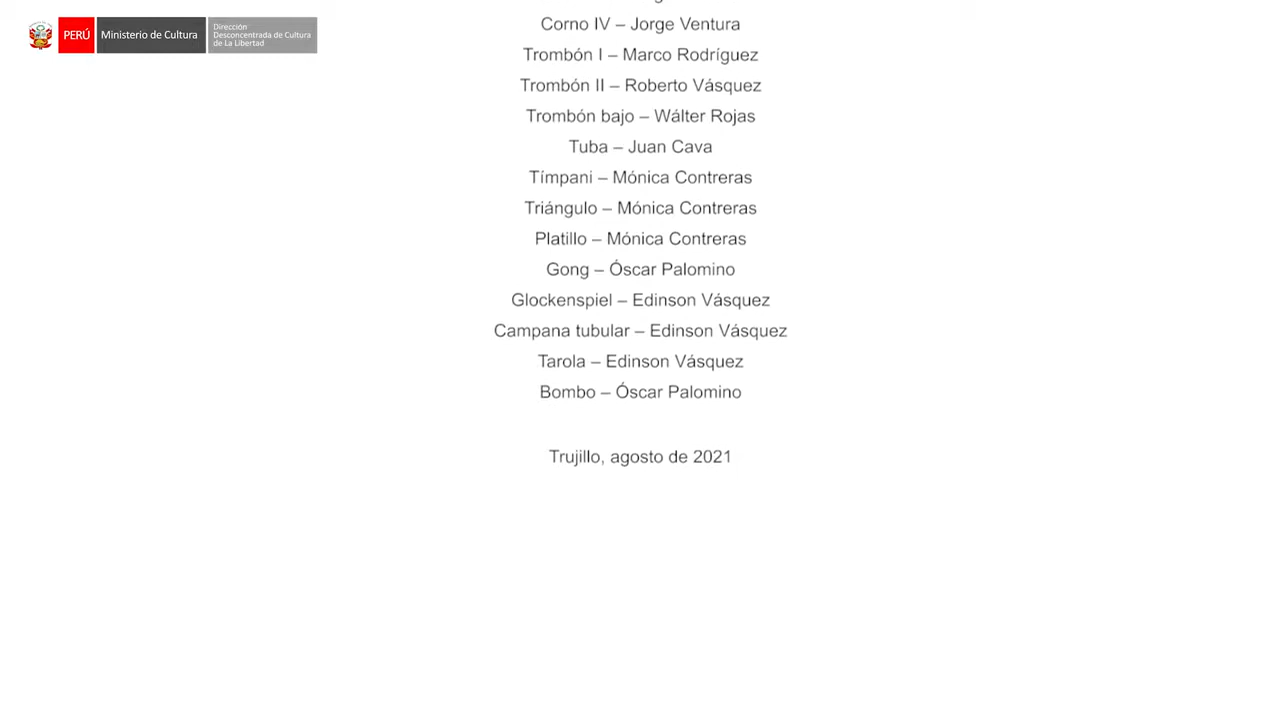 PERÚ
Ministerio de Cultura
Dirección
Desconcentrada de Cultura
de La Libertad
Corno IV – Jorge Ventura
Trombón I – Marco Rodríguez
Trombón II – Roberto Vásquez
Trombón bajo – Wálter Rojas
Tuba – Juan Cava
Tímpani – Mónica Contreras
Triángulo – Mónica Contreras
Platillo – Mónica Contreras
Gong – Óscar Palomino
Glockenspiel – Edinson Vásquez
Campana tubular – Edinson Vásquez
Tarola – Edinson Vásquez
Bombo – Óscar Palomino
Trujillo, agosto de 2021